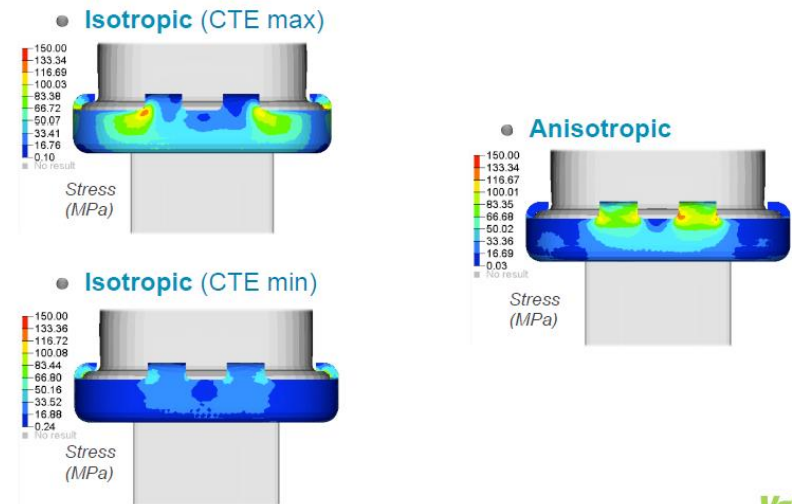 Isotropic (CTE max)
150.00
133.34
116.69
100.03
83.38
66.72
50.07
33.41
16.76
0.10
No result
Stress
(MPa)
Anisotropic
150.00
133.34
116.67
100.01
83.35
66.68
50.02
33.36
16.69
0.03
No result
Stress
(MPa)
Isotropic (CTE min)
150.00
133.36
116.72
100.08
83.44
66.80
50.16
33.52
16.88
0.24
No result
Stress
(MPa)